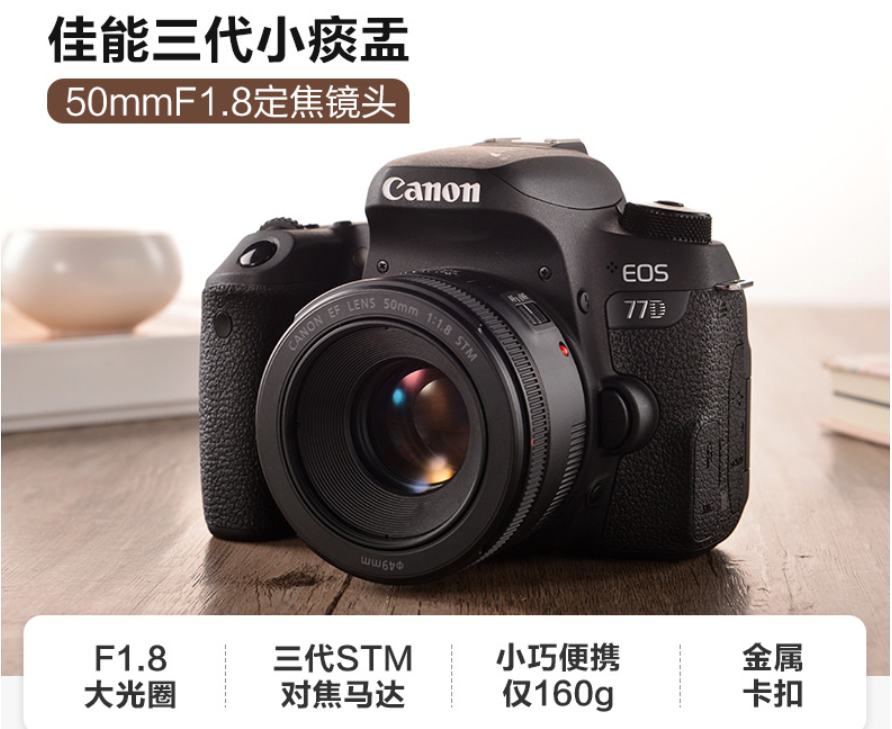 佳能三代小痰盂
50mmF1.8定焦镜头
Canon
EOS
77D
CANON EF LENS 50mm 1:1.8 STM
Φ49mm
F1.8
大光圈
三代STM
对焦马达
小巧便携
仅160g
金属
卡扣